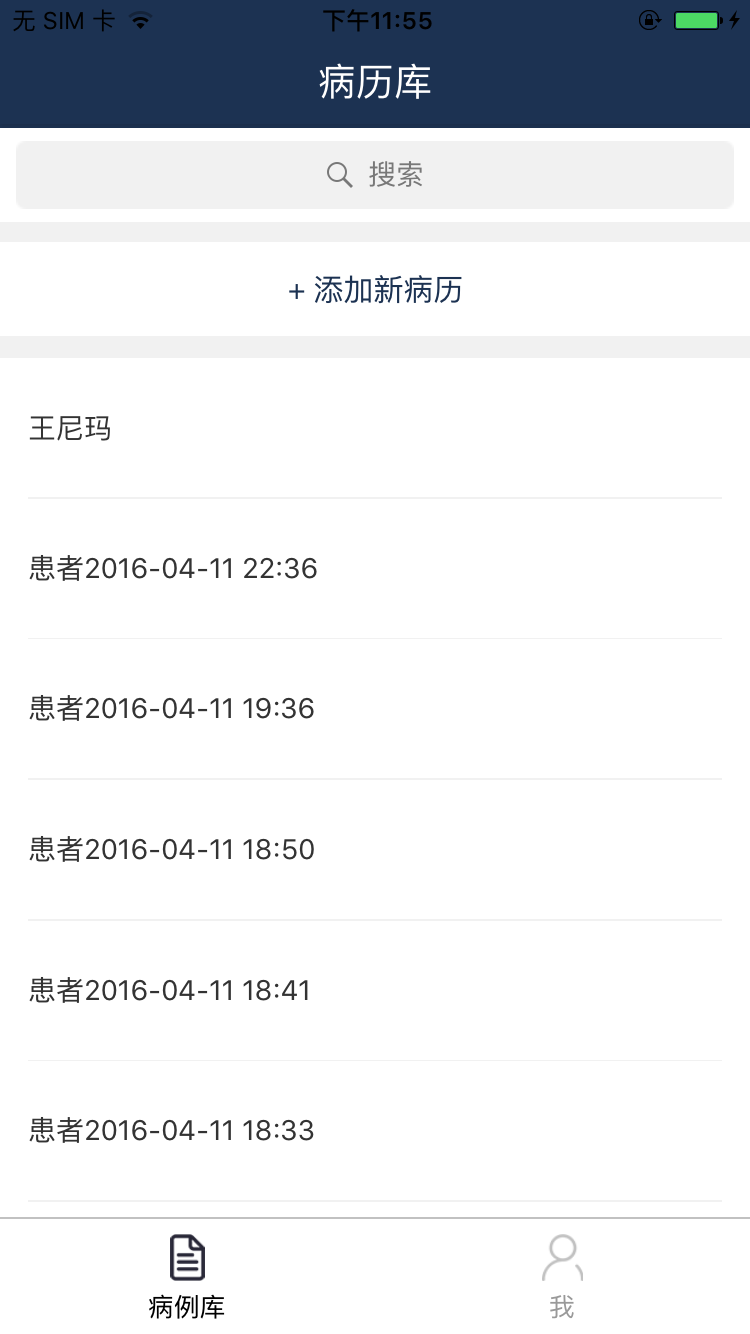 无 SIM 卡 下午11:55
病历库
搜索
+ 添加新病历
王尼玛
患者2016-04-11 22:36
患者2016-04-11 19:36
患者2016-04-11 18:50
患者2016-04-11 18:41
患者2016-04-11 18:33
病例库 我